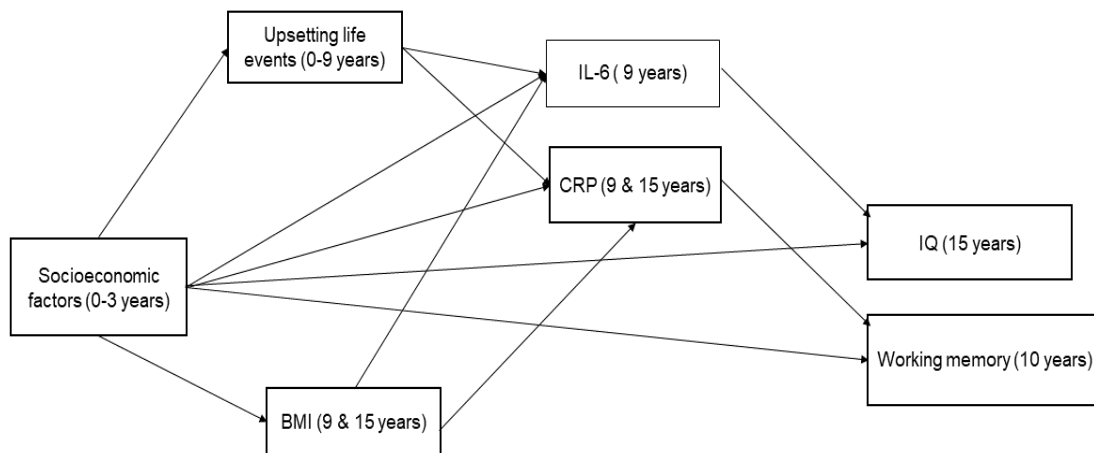 Upsetting life
events (0-9 years)
IL-6 ( 9 years)
CRP (9 & 15 years)
IQ (15 years)
Socioeconomic
factors (0-3 years)
Working memory (10 years)
BMI (9 & 15 years)